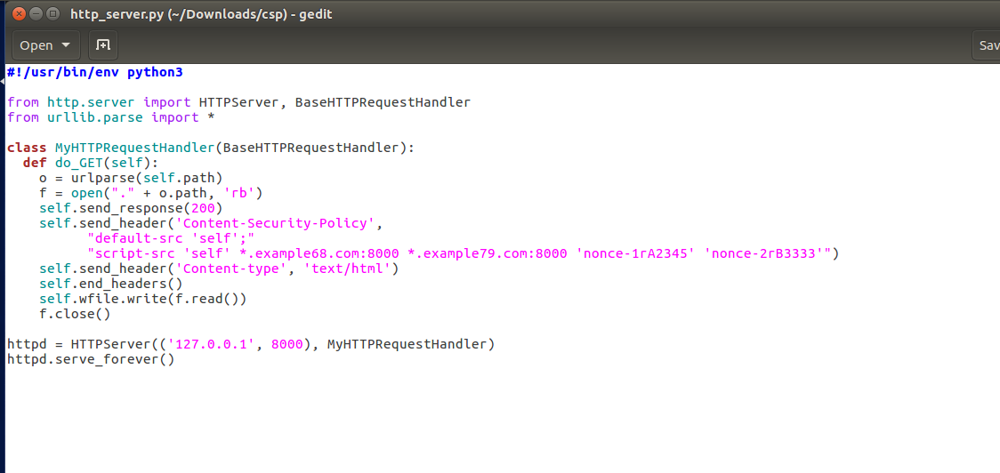 http_server.py (~/Downloads/csp) - gedit
Open
Sav
#!/usr/bin/env python3

from http.server import HTTPServer, BaseHTTPRequestHandler
from urllib.parse import *

class MyHTTPRequestHandler(BaseHTTPRequestHandler):
  def do_GET(self):
    o = urlparse(self.path)
    f = open("." + o.path, 'rb')
    self.send_response(200)
    self.send_header('Content-Security-Policy',
          "default-src 'self';"
          "script-src 'self' *.example68.com:8000 *.example79.com:8000 'nonce-1rA2345' 'nonce-2rB3333'")
    self.send_header('Content-type', 'text/html')
    self.end_headers()
    self.wfile.write(f.read())
    f.close()

httpd = HTTPServer(('127.0.0.1', 8000), MyHTTPRequestHandler)
httpd.serve_forever()